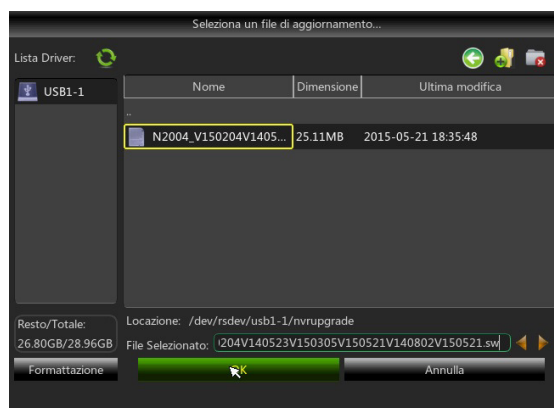 Seleziona un file di aggiornamento...
Lista Driver:
USB1-1
Nome Dimensione Ultima modifica
..
N2004_V150204V1405... 25.11MB 2015-05-21 18:35:48
Resto/Totale:
26.80GB/28.96GB
Locazione: /dev/rsdev/usb1-1/nvrupgrade
File Selezionato: 204V140523V150305V150521V140802V150521.sw
Formattazione OK Annulla